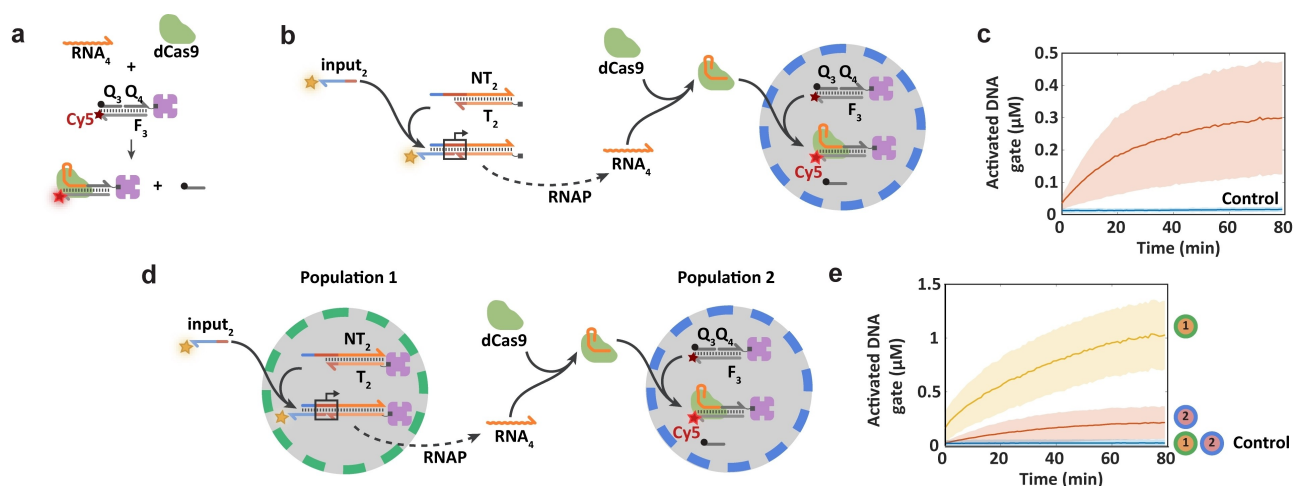 a
RNA4
+
dCas9
Q3 Q4
Cy5
F3
+
b
input2
NT2
T2
RNAP
dCas9
RNA4
Q3 Q4
F3
Cy5
c
Activated DNA
gate (μM)
0.5
0.4
0.3
0.2
0.1
0
Control
0 20 40 60 80
Time (min)
d
Population 1
input2
NT2
T2
RNAP
dCas9
RNA4
Population 2
Q3Q4
F3
Cy5
e
Activated DNA
gate (μM)
1.5
1
0.5
0
1
2
1 2 Control
0 20 40 60 80
Time (min)